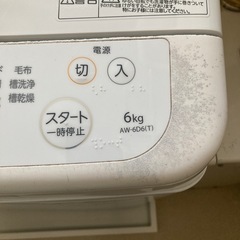 電源
切 入
毛布
槽洗浄
槽乾燥
スタート
一時停止
6kg
AW-6D6(T)